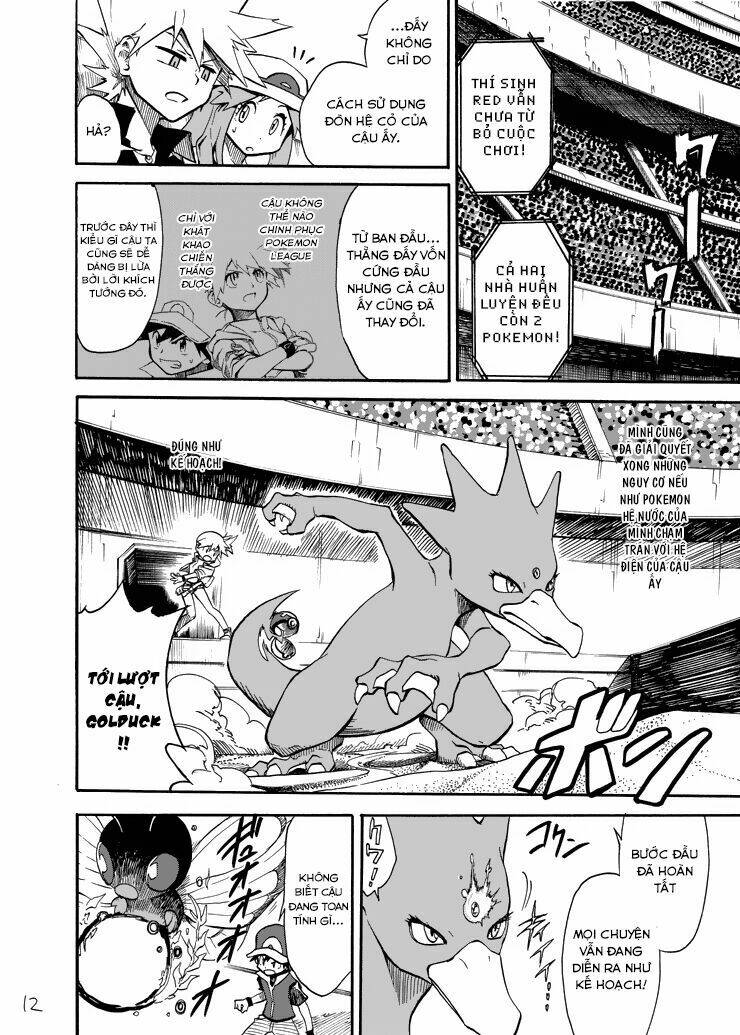 THÍ SINH
RED VẪN
CHƯA TỪ
BỎ CUỘC
CHƠI!
CẢ HAI
NHÀ HUẤN
LUYỆN ĐỀU
CÒN 2
POKEMON!
...ĐẤY
KHÔNG
CHỈ DO
CÁCH SỬ DỤNG
ĐÒN HỆ CỎ CỦA
CẬU ẤY.
HẢ?
TỪ BAN ĐẦU...
THẰNG ĐẤY VỐN
CỨNG ĐẦU
NHƯNG CẢ CẬU
ẤY CŨNG ĐÃ
THAY ĐỔI.
CẬU KHÔNG
THỂ NÀO
CHINH PHỤC
POKEMON
LEAGUE
CHỈ VỚI
KHÁT
KHAO
CHIẾN
THẮNG
ĐƯỢC
TRƯỚC ĐÂY THÌ
KIỂU GÌ CẬU TA
CŨNG SẼ DỄ
DÀNG BỊ LỪA
BỞI LỜI KHÍCH
TƯỚNG ĐÓ.
MÌNH CŨNG
ĐÃ GIẢI QUYẾT
XONG NHỮNG
NGUY CƠ NẾU
NHƯ POKEMON
HỆ NƯỚC CỦA
MÌNH CHẠM
TRÁN VỚI HỆ
ĐIỆN CỦA CẬU
ẤY
ĐÚNG NHƯ
KẾ HOẠCH!
TỚI LƯỢT
CẬU,
GOLDUCK
!!
ボンッ
BƯỚC ĐẦU
ĐÃ HOÀN
TẤT
MỌI CHUYỆN
VẪN ĐANG
DIỄN RA NHƯ
KẾ HOẠCH!
コクン
KHÔNG
BIẾT CẬU
ĐANG TOAN
TÍNH GÌ...
12